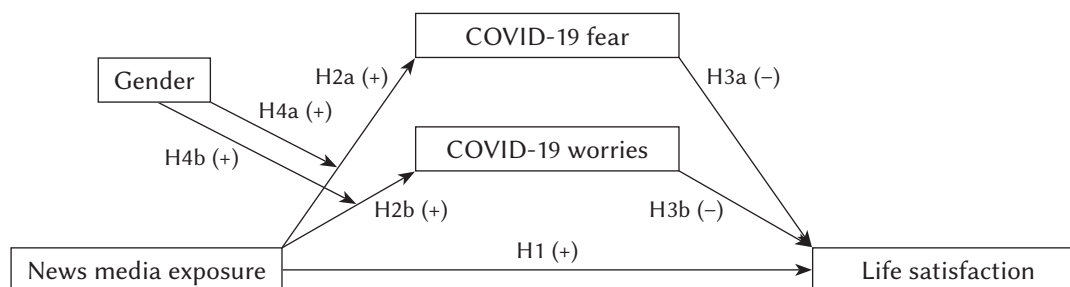 COVID-19 fear
Gender
H2a (+)
H3a (–)
H4a (+)
H4b (+)
COVID-19 worries
H2b (+)
H3b (–)
H1 (+)
News media exposure
Life satisfaction